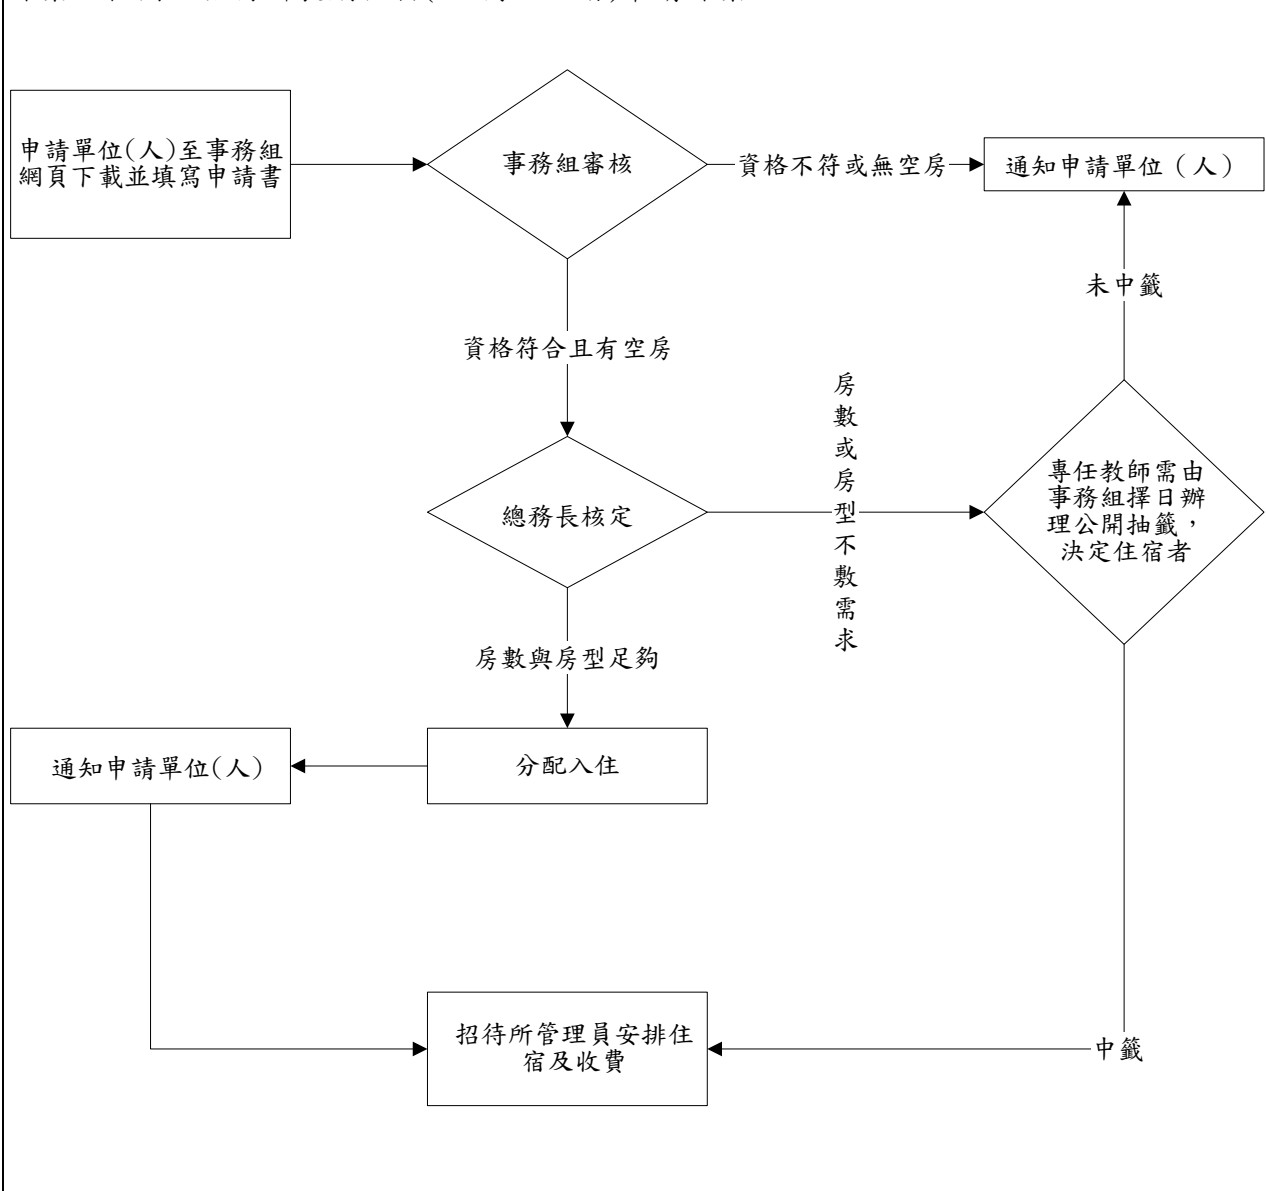 申請單位(人)至事務組
網頁下載並填寫申請書
事務組審核
資格不符或無空房
通知申請單位（人）
未中籤
資格符合且有空房
房數或房型不敷需求
專任教師需由
事務組擇日辦
理公開抽籤，
決定住宿者
總務長核定
房數與房型足夠
通知申請單位(人)
分配入住
招待所管理員安排住
宿及收費
中籤